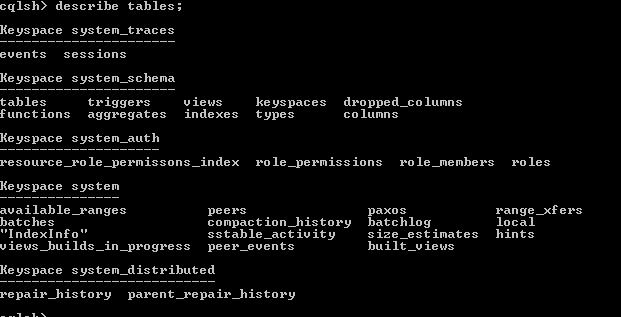 cqlsh> describe tables;
Keyspace system_traces
-----------------------
events  sessions
Keyspace system_schema
-----------------------
tables     triggers    views    keyspaces  dropped_columns
functions  aggregates  indexes  types      columns
Keyspace system_auth
---------------------
resource_role_permissons_index  role_permissions  role_members  roles
Keyspace system
----------------
available_ranges          peers               paxos           range_xfers
batches                   compaction_history  batchlog        local
"IndexInfo"               sstable_activity    size_estimates  hints
views_builds_in_progress  peer_events         built_views
Keyspace system_distributed
----------------------------
repair_history  parent_repair_history
cqlsh>